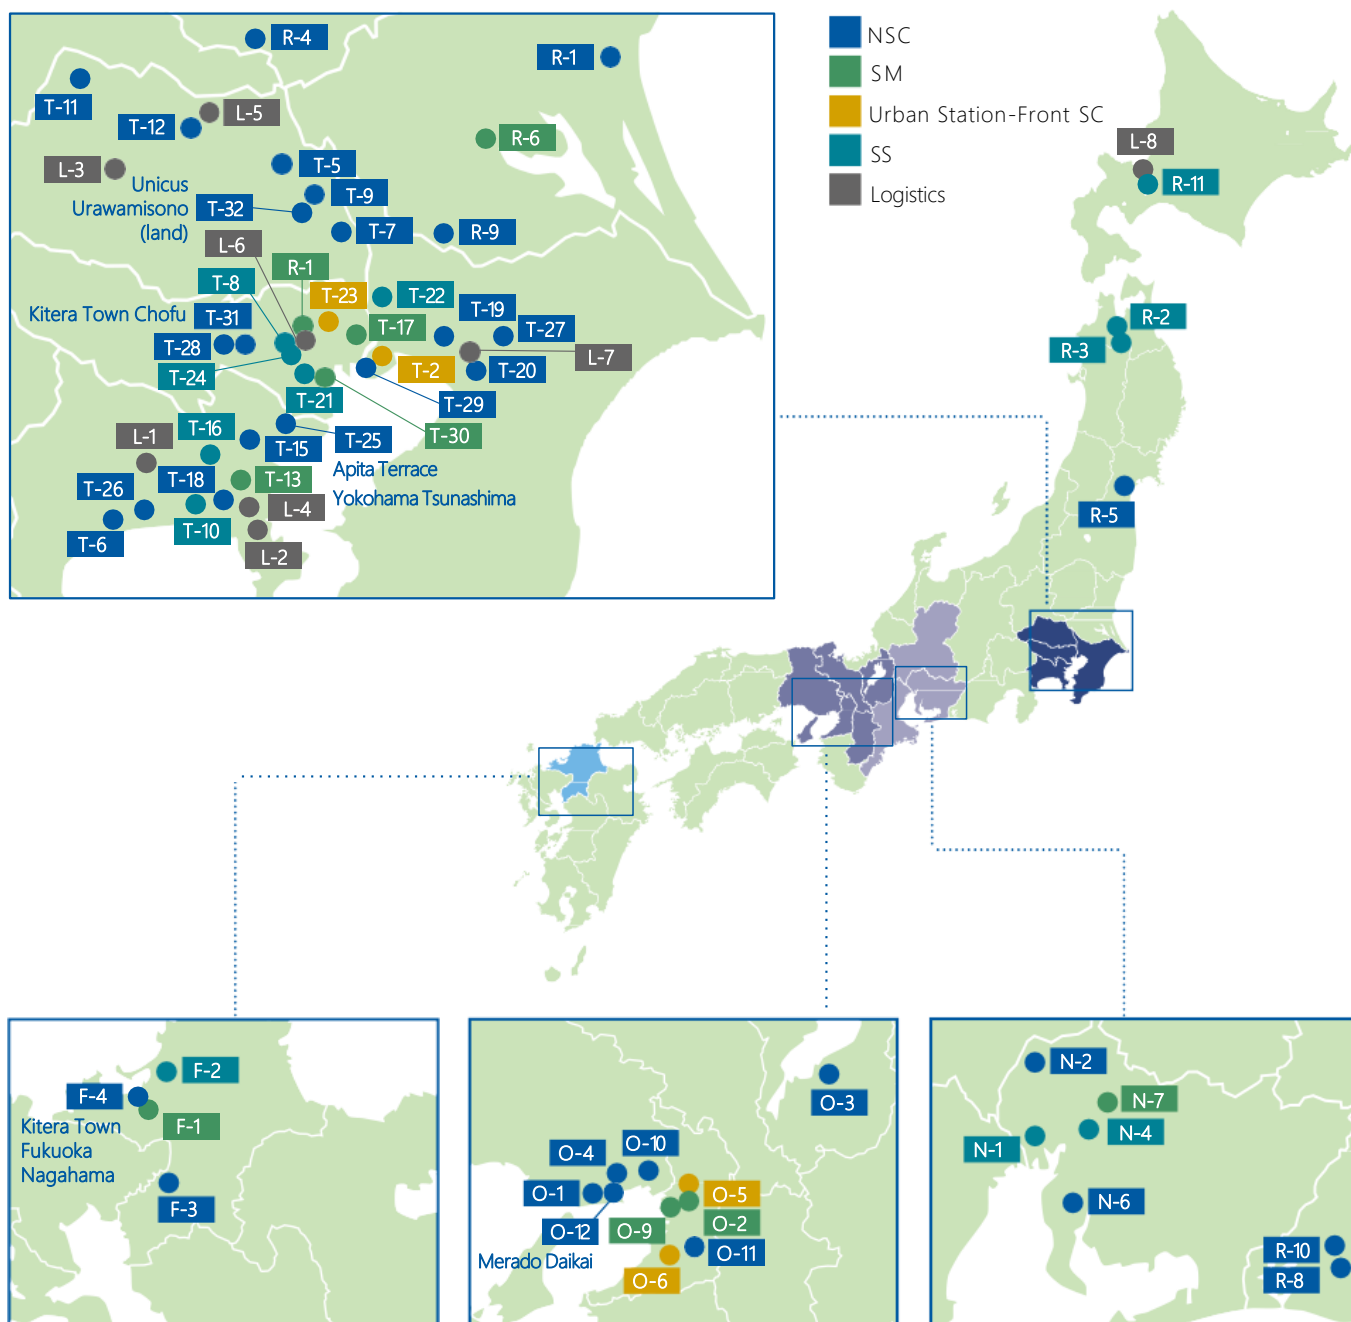 NSC
SM
Urban Station-Front SC
SS
Logistics
R-4
R-1
T-11
L-5
T-12
R-6
L-3
T-5
Unicus
Urawamisono
(land)
T-9
T-32
T-7
R-9
L-6
R-1
T-8
T-23
T-22
T-19
Kitera Town Chofu
T-31
T-17
T-27
T-28
L-7
T-24
T-2
T-20
T-21
T-29
T-16
T-30
L-1
T-15
T-25
Apita Terrace
Yokohama Tsunashima
T-18
T-13
T-26
T-10
L-4
T-6
L-2
L-8
R-11
R-2
R-3
R-5
F-2
F-4
F-1
Kitera Town
Fukuoka
Nagahama
F-3
O-3
O-10
O-4
O-1
O-5
O-12
O-9
O-2
Merado Daikai
O-11
O-6
N-2
N-7
N-1
N-4
N-6
R-10
R-8